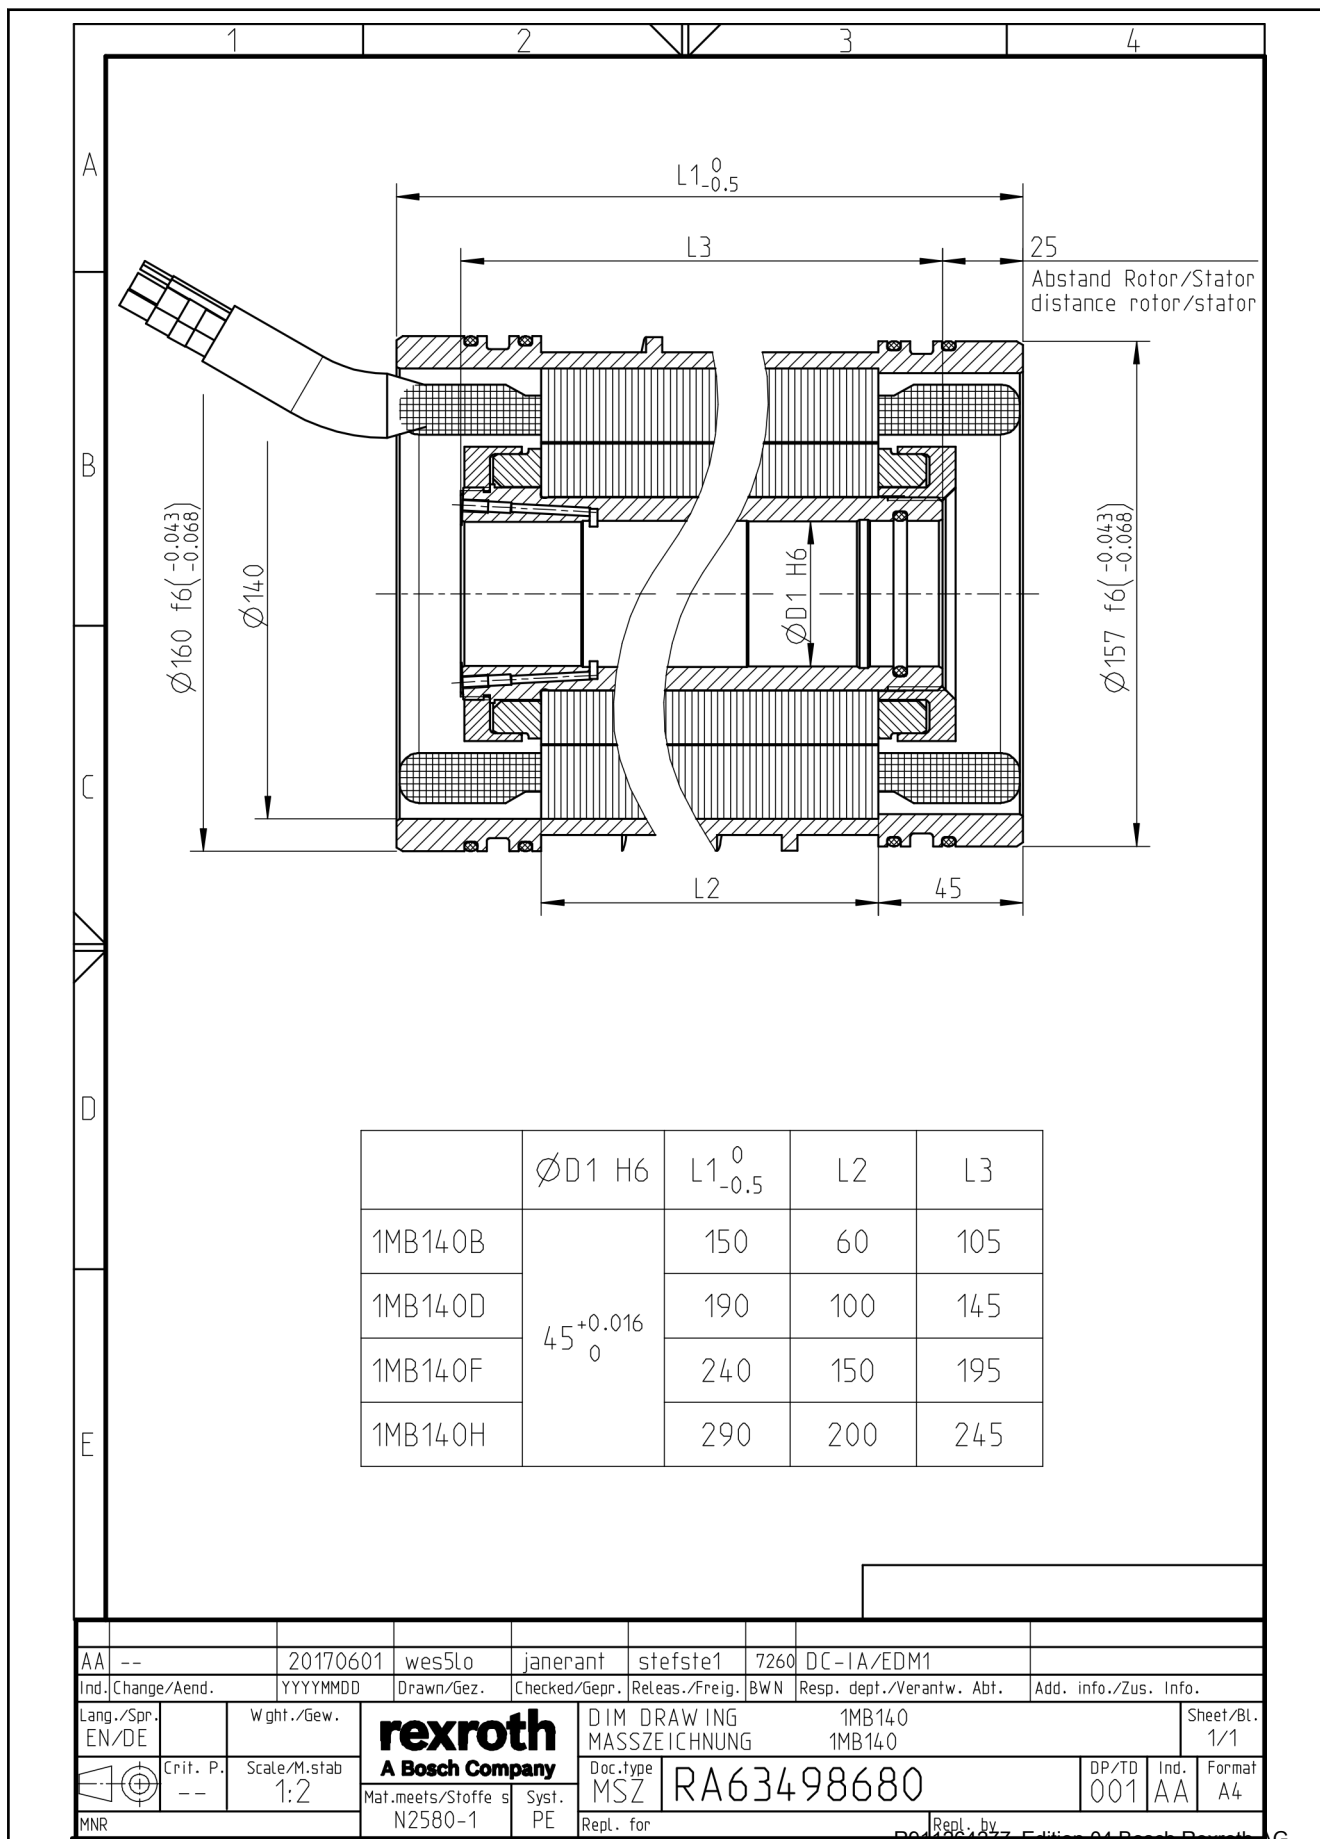 1 2 3 4
A
B
C
D
E
L1 0 -0.5
L3
25
Abstand Rotor/Stator
distance rotor/stator
Ø160 f6(-0.043 -0.068)
Ø140
ØD1 H6
Ø157 f6(-0.043 -0.068)
L2
45
ØD1 H6 L1 0 -0.5 L2 L3
1MB140B 150 60 105
1MB140D 190 100 145
45 +0.016 0
1MB140F 240 150 195
1MB140H 290 200 245
AA -- 20170601 wes5lo janerant stefste1 7260 DC-IA/EDM1
Ind. Change/Aend. YYYYMMDD Drawn/Gez. Checked/Gepr. Releas./Freig. BWN Resp. dept./Verantw. Abt. Add. info./Zus. Info.
Lang./Spr. Wght./Gew.
EN/DE
rexroth
A Bosch Company
DIM DRAWING 1MB140
MASSZEICHNUNG 1MB140
Sheet/Bl.
1/1
Crit. P. Scale/M.stab
-- 1:2
Mat.meets/Stoffe s Syst.
N2580-1 PE
Doc.type
MSZ RA63498680
DP/TD Ind. Format
001 AA A4
MNR
Repl. for
Repl. by
Edition 04 Bosch Rexroth AG